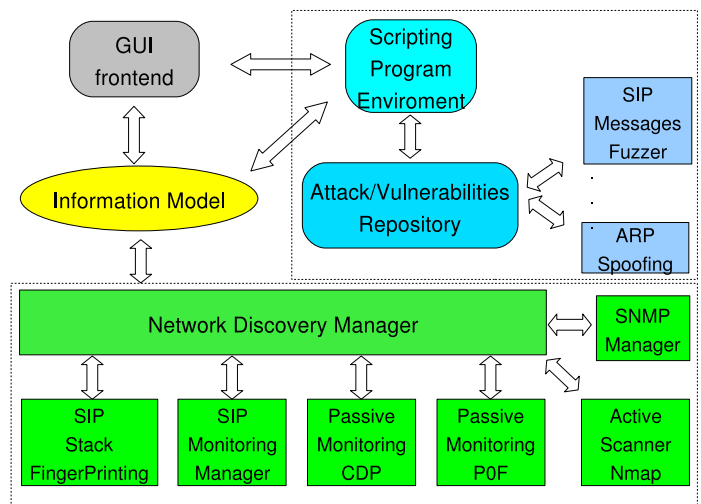 GUI
frontend
Scripting
Program
Enviroment
SIP
Messages
Fuzzer
.
.
.
Information Model
Attack/Vulnerabilities
Repository
ARP
Spoofing
Network Discovery Manager
SNMP
Manager
SIP
Stack
FingerPrinting
SIP
Monitoring
Manager
Passive
Monitoring
CDP
Passive
Monitoring
P0F
Active
Scanner
Nmap